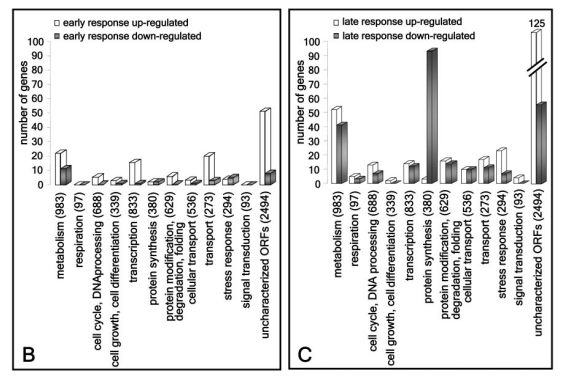 early response up-regulated
early response down-regulated
number of genes
100
90
80
70
60
50
40
30
20
10
0
metabolism (983)
respiration (97)
cell cycle, DNAprocessing (688)
cell growth, cell differentiation (339)
transcription (833)
protein synthesis (380)
protein modification, (629)
degradation, folding
cellular transport (536)
transport (273)
stress response (294)
signal transduction (93)
uncharacterized ORFs (2494)
B
late response up-regulated
late response down-regulated
125
number of genes
100
90
80
70
60
50
40
30
20
10
0
metabolism (983)
respiration (97)
cell cycle, DNA processing (688)
cell growth, cell differentiation (339)
transcription (833)
protein synthesis (380)
protein modification, (629)
degradation, folding
cellular transport (536)
transport (273)
stress response (294)
signal transduction (93)
uncharacterized ORFs (2494)
C